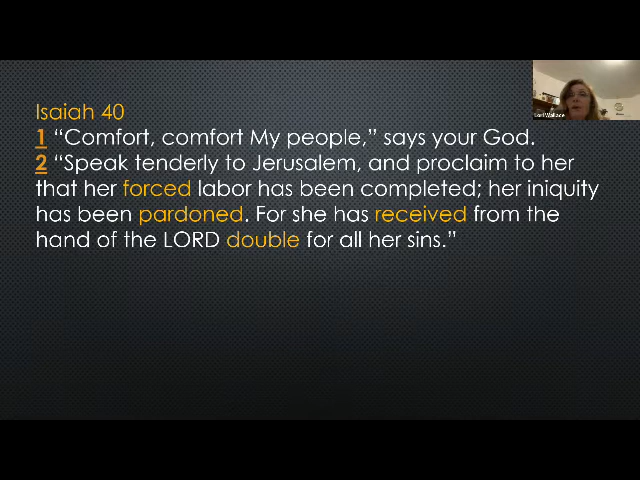 Isaiah 40
1 “Comfort, comfort My people,” says your God.
2 “Speak tenderly to Jerusalem, and proclaim to her
that her forced labor has been completed; her iniquity
has been pardoned. For she has received from the
hand of the LORD double for all her sins.”
Lori Wallace